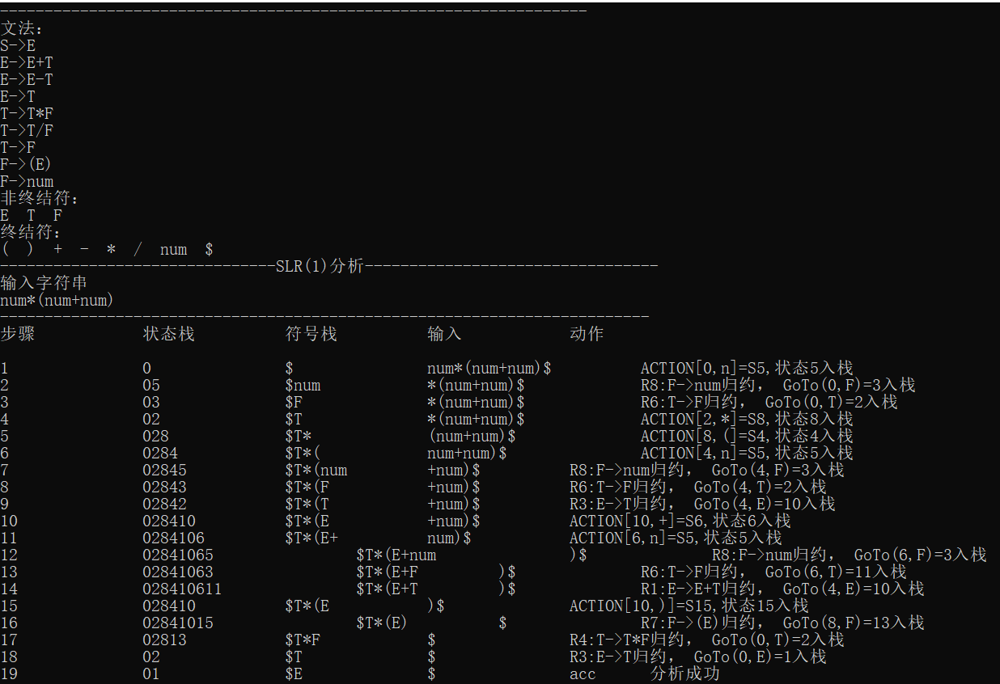 ------------------------------------------------------------------
文法:
S->E
E->E+T
E->E-T
E->T
T->T*F
T->T/F
T->F
F->(E)
F->num
非终结符:
E  T  F
终结符:
(  )  +  -  *  /  num  $
-------------------------------SLR(1)分析---------------------------------
输入字符串
num*(num+num)
-------------------------------------------------------------------------
步骤 状态栈 符号栈 输入 动作
1 0 $ num*(num+num)$ ACTION[0,n]=S5,状态5入栈
2 05 $num *(num+num)$ R8:F->num归约, GoTo(0,F)=3入栈
3 03 $F *(num+num)$ R6:T->F归约, GoTo(0,T)=2入栈
4 02 $T *(num+num)$ ACTION[2,*]=S8,状态8入栈
5 028 $T* (num+num)$ ACTION[8,(]=S4,状态4入栈
6 0284 $T*( num+num)$ ACTION[4,n]=S5,状态5入栈
7 02845 $T*(num +num)$ R8:F->num归约, GoTo(4,F)=3入栈
8 02843 $T*(F +num)$ R6:T->F归约, GoTo(4,T)=2入栈
9 02842 $T*(T +num)$ R3:E->T归约, GoTo(4,E)=10入栈
10 028410 $T*(E +num)$ ACTION[10,+]=S6,状态6入栈
11 0284106 $T*(E+ num)$ ACTION[6,n]=S5,状态5入栈
12 02841065 $T*(E+num )$ R8:F->num归约, GoTo(6,F)=3入栈
13 02841063 $T*(E+F )$ R6:T->F归约, GoTo(6,T)=11入栈
14 028410611 $T*(E+T )$ R1:E->E+T归约, GoTo(4,E)=10入栈
15 028410 $T*(E )$ ACTION[10,)]=S15,状态15入栈
16 02841015 $T*(E) $ R7:F->(E)归约, GoTo(8,F)=13入栈
17 02813 $T*F $ R4:T->T*F归约, GoTo(0,T)=2入栈
18 02 $T $ R3:E->T归约, GoTo(0,E)=1入栈
19 01 $E $ acc 分析成功